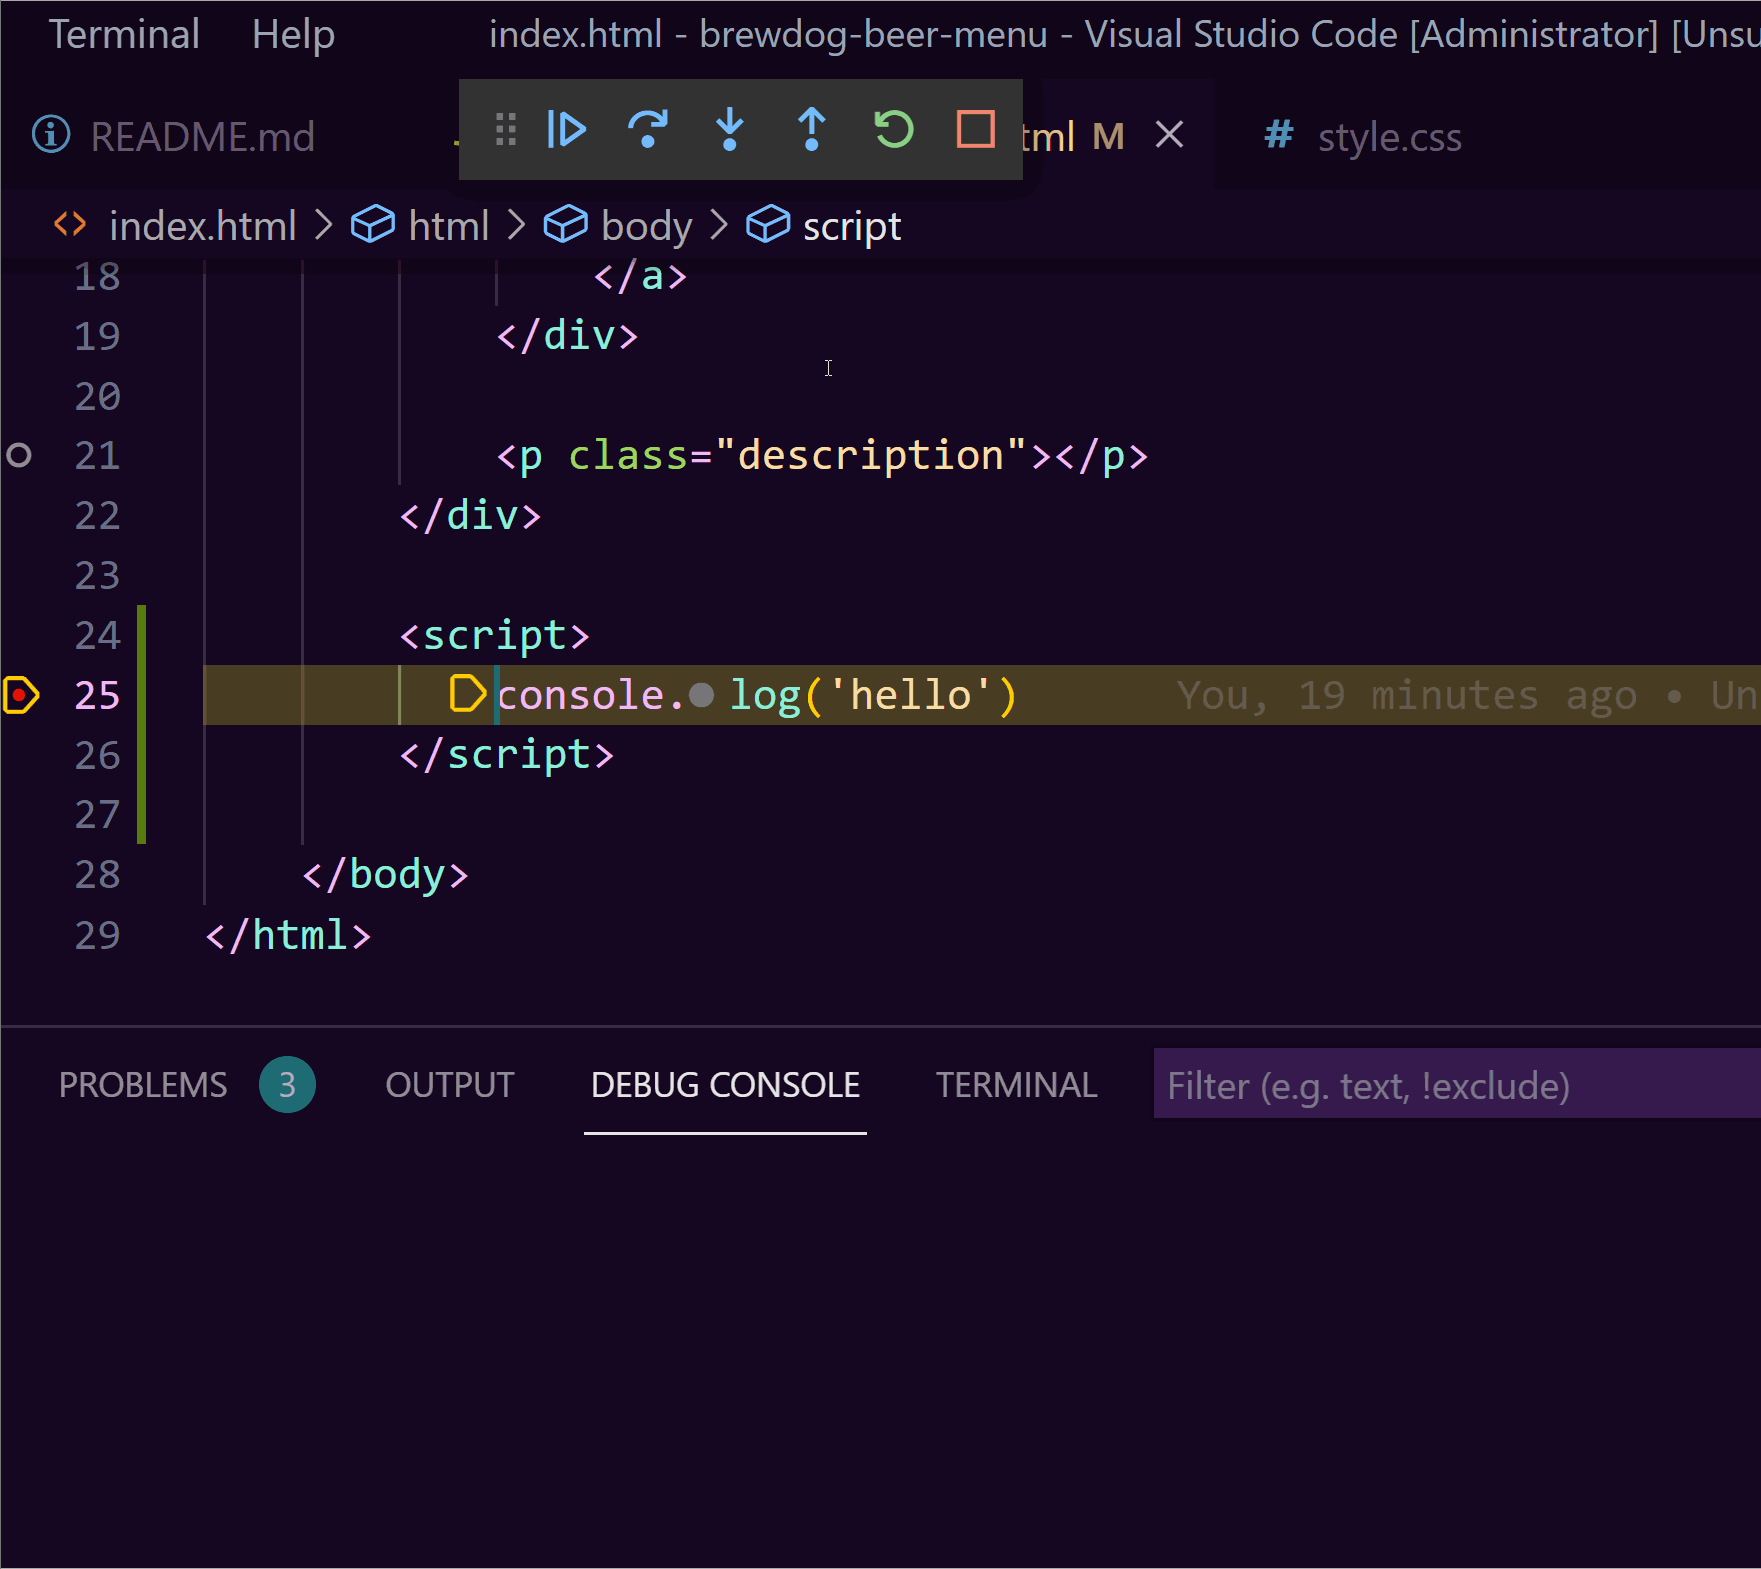 Terminal Help index.html - brewdog-beer-menu - Visual Studio Code [Administrator] [Unsu
README.md tml M # style.css
<> index.html > html > body > script
18 </a>
19 </div>
20
21 <p class="description"></p>
22 </div>
23
24 <script>
25 console.log('hello') You, 19 minutes ago • Un
26 </script>
27
28 </body>
29 </html>
PROBLEMS 3 OUTPUT DEBUG CONSOLE TERMINAL Filter (e.g. text, !exclude)